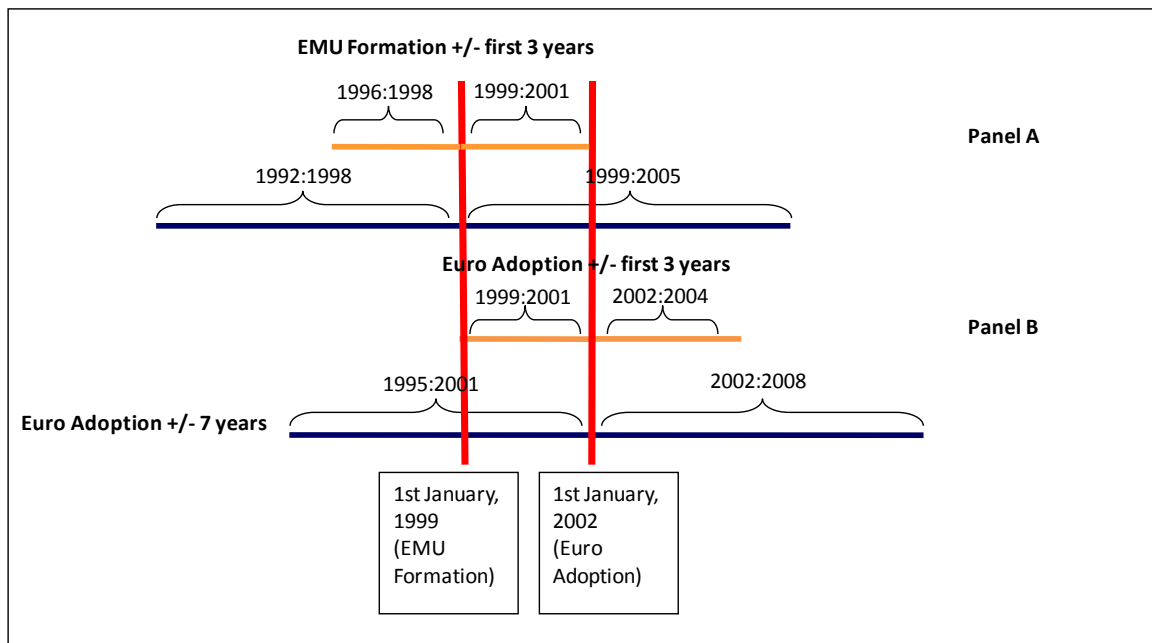 EMU Formation +/- first 3 years
1996:1998
1999:2001
Panel A
1992:1998
1999:2005
Euro Adoption +/- first 3 years
1999:2001
2002:2004
Panel B
1995:2001
2002:2008
Euro Adoption +/- 7 years
1st January,
1999
(EMU
Formation)
1st January,
2002
(Euro
Adoption)